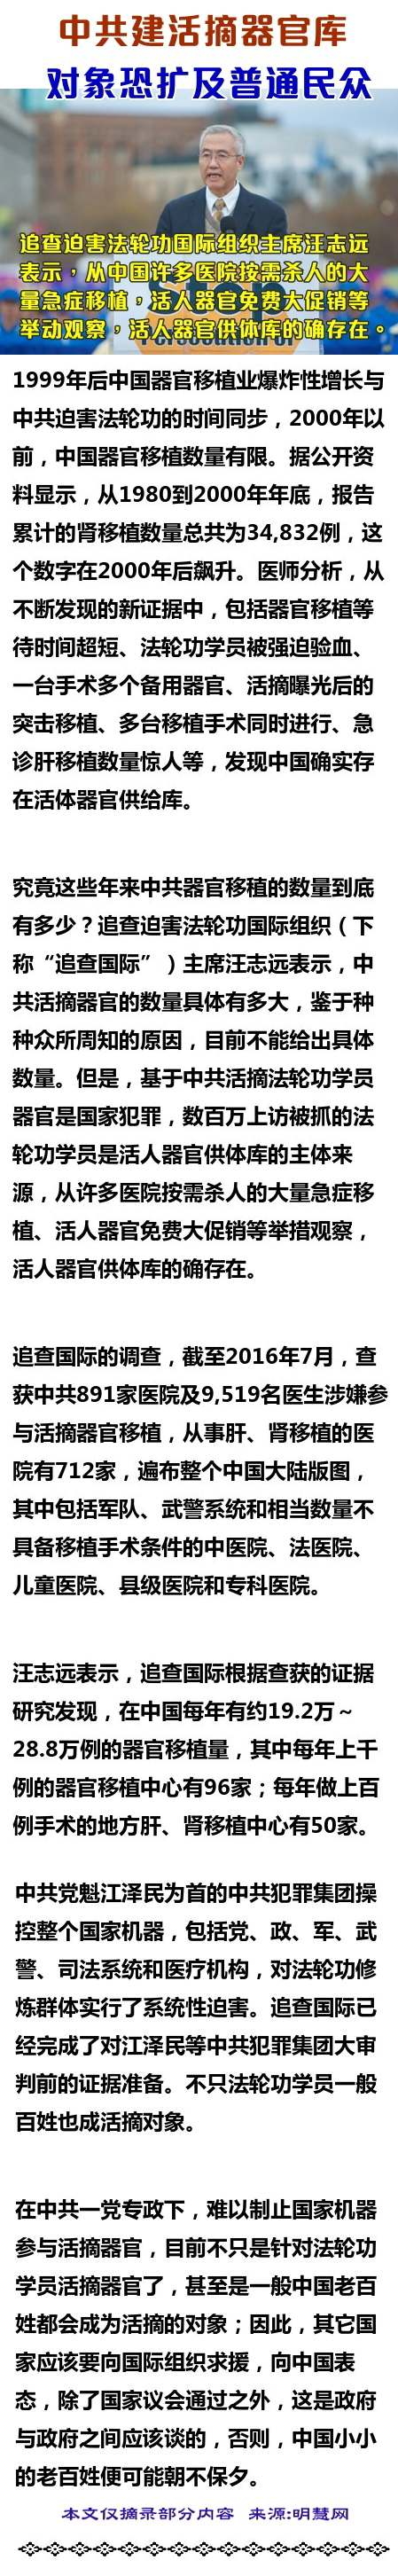 中共建活摘器官库
对象恐扩及普通民众
追查迫害法轮功国际组织主席汪志远
表示，从中国许多医院按需杀人的大
量急症移植，活人器官免费大促销等
举动观察，活人器官供体库的确存在。
Stop
Persecution of
1999年后中国器官移植业爆炸性增长与
中共迫害法轮功的时间同步，2000年以
前，中国器官移植数量有限。据公开资
料显示，从1980到2000年年底，报告
累计的肾移植数量总共为34,832例，这
个数字在2000年后飙升。医师分析，从
不断发现的新证据中，包括器官移植等
待时间超短、法轮功学员被强迫验血、
一台手术多个备用器官、活摘曝光后的
突击移植、多台移植手术同时进行、急
诊肝移植数量惊人等，发现中国确实存
在活体器官供给库。
究竟这些年来中共器官移植的数量到底
有多少？追查迫害法轮功国际组织（下
称“追查国际”）主席汪志远表示，中
共活摘器官的数量具体有多大，鉴于种
种众所周知的原因，目前不能给出具体
数量。但是，基于中共活摘法轮功学员
器官是国家犯罪，数百万上访被抓的法
轮功学员是活人器官供体库的主体来
源，从许多医院按需杀人的大量急症移
植、活人器官免费大促销等举措观察，
活人器官供体库的确存在。
追查国际的调查，截至2016年7月，查
获中共891家医院及9,519名医生涉嫌参
与活摘器官移植，从事肝、肾移植的医
院有712家，遍布整个中国大陆版图，
其中包括军队、武警系统和相当数量不
具备移植手术条件的中医院、法医院、
儿童医院、县级医院和专科医院。
汪志远表示，追查国际根据查获的证据
研究发现，在中国每年有约19.2万～
28.8万例的器官移植量，其中每年上千
例的器官移植中心有96家；每年做上百
例手术的地方肝、肾移植中心有50家。
中共党魁江泽民为首的中共犯罪集团操
控整个国家机器，包括党、政、军、武
警、司法系统和医疗机构，对法轮功修
炼群体实行了系统性迫害。追查国际已
经完成了对江泽民等中共犯罪集团大审
判前的证据准备。不只法轮功学员一般
百姓也成活摘对象。
在中共一党专政下，难以制止国家机器
参与活摘器官，目前不只是针对法轮功
学员活摘器官了，甚至是一般中国老百
姓都会成为活摘的对象；因此，其它国
家应该要向国际组织求援，向中国表
态，除了国家议会通过之外，这是政府
与政府之间应该谈的，否则，中国小小
的老百姓便可能朝不保夕。
本文仅摘录部分内容 来源:明慧网